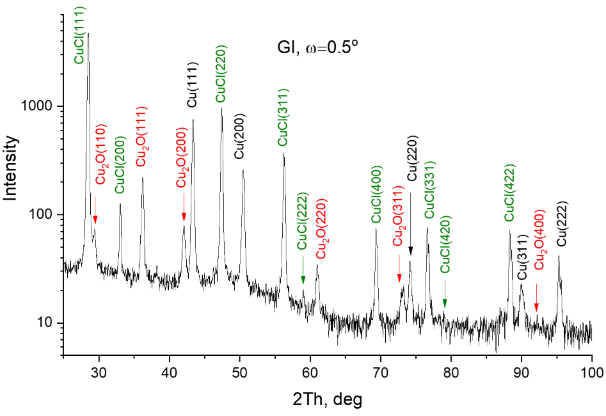 GI, ω=0.5°
CuCl(111)
Cu₂O(110)
CuCl(200)
Cu₂O(111)
Cu₂O(200)
Cu(111)
CuCl(220)
Cu(200)
CuCl(311)
CuCl(222)
Cu₂O(220)
CuCl(400)
Cu₂O(311)
Cu(220)
CuCl(331)
CuCl(420)
CuCl(422)
Cu(311)
Cu₂O(400)
Cu(222)
Intensity
1000
100
10
30 40 50 60 70 80 90 100
2Th, deg